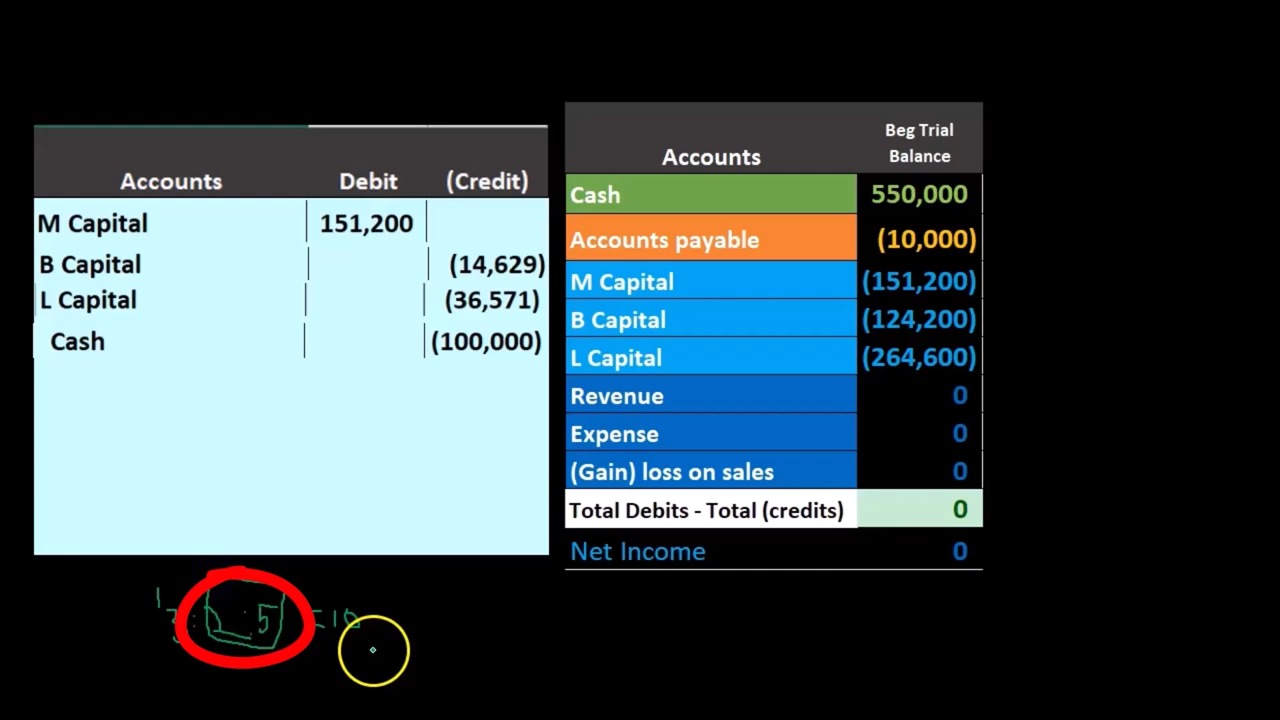 Accounts Debit (Credit)
M Capital 151,200
B Capital (14,629)
L Capital (36,571)
Cash (100,000)
Accounts Beg Trial Balance
Cash 550,000
Accounts payable (10,000)
M Capital (151,200)
B Capital (124,200)
L Capital (264,600)
Revenue 0
Expense 0
(Gain) loss on sales 0
Total Debits - Total (credits) 0
Net Income 0